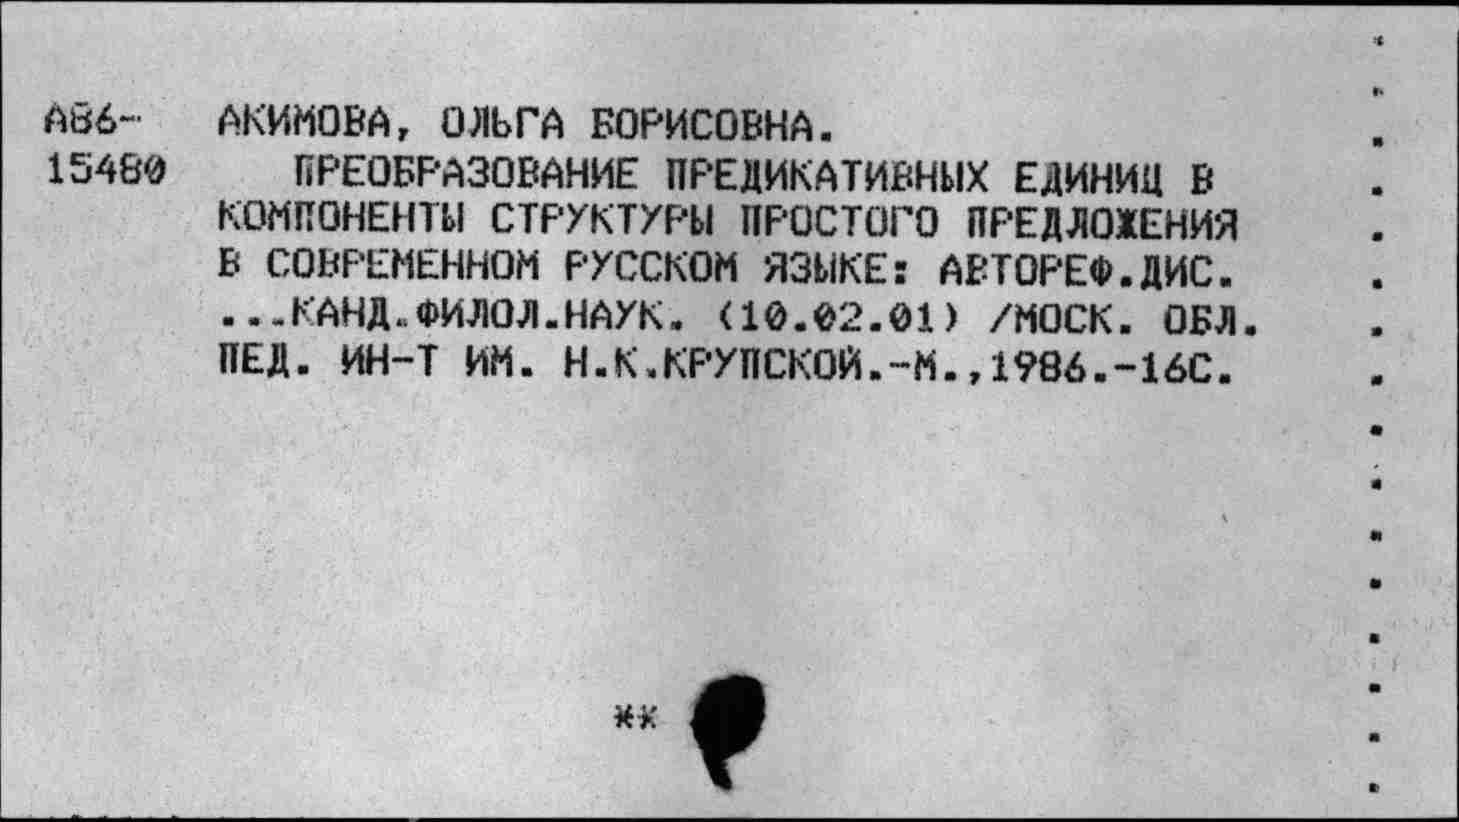 А86- АКИМОВА, ОЛЬГА БОРИСОВНА.
15480 ПРЕОБРАЗОВАНИЕ ПРЕДИКАТИВНЫХ ЕДИНИЦ В
КОМПОНЕНТЫ СТРУКТУРЫ ПРОСТОГО ПРЕДЛОЖЕНИЯ
В СОВРЕМЕННОМ РУССКОМ ЯЗЫКЕ: АВТОРЕФ.ДИС.
...КАНД.ФИЛОЛ.НАУК. (10.02.01) /МОСК. ОБЛ.
ПЕД. ИН-Т ИМ. Н.К.КРУПСКОЙ.-М.,1986.-16С.
**